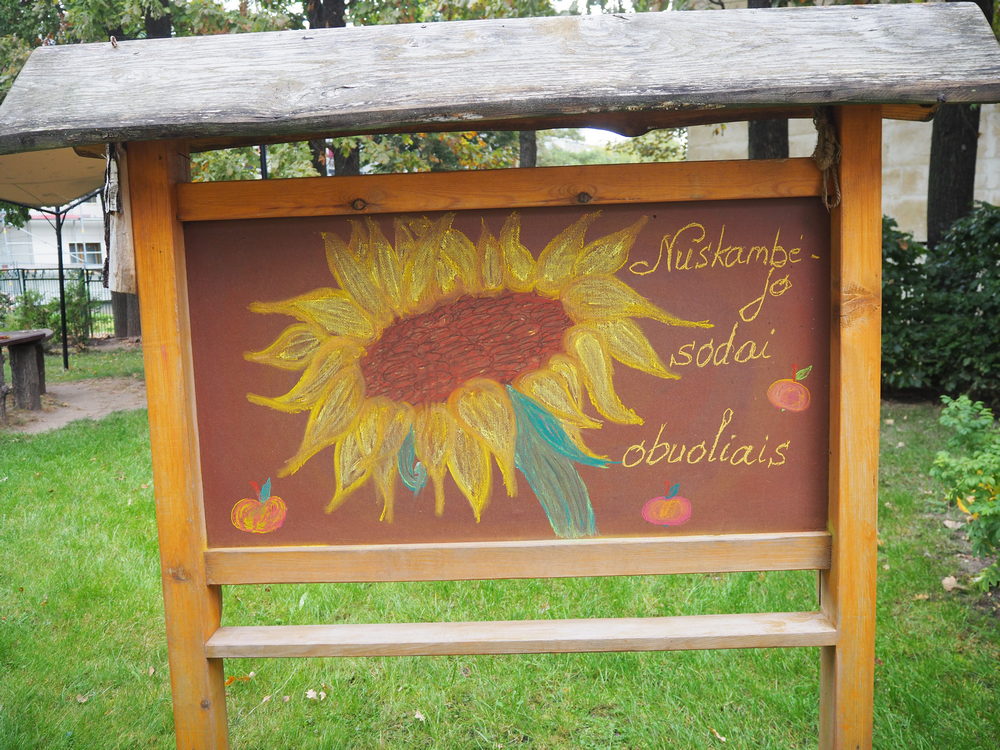 Nuskambė-
jo
sodai
obuoliais